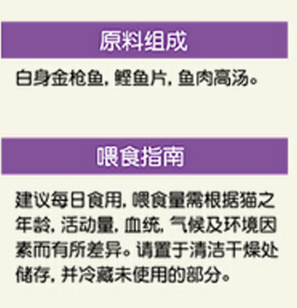 原料组成
白身金枪鱼, 鲣鱼片, 鱼肉高汤。
喂食指南
建议每日食用, 喂食量需根据猫之
年龄, 活动量, 血统, 气候及环境因
素而有所差异。请置于清洁干燥处
储存, 并冷藏未使用的部分。